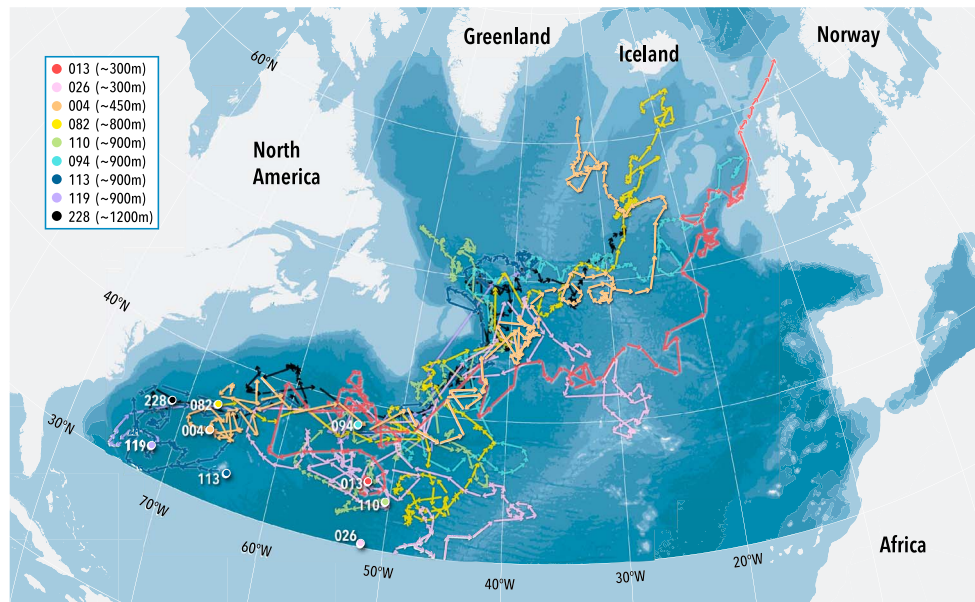 Greenland
Iceland
Norway
60°N
013 (~300m)
026 (~300m)
004 (~450m)
082 (~800m)
110 (~900m)
094 (~900m)
113 (~900m)
119 (~900m)
228 (~1200m)
North
America
40°N
30°N
228
082
004
094
119
113
013
110
026
70°W
60°W
50°W
40°W
30°W
20°W
Africa